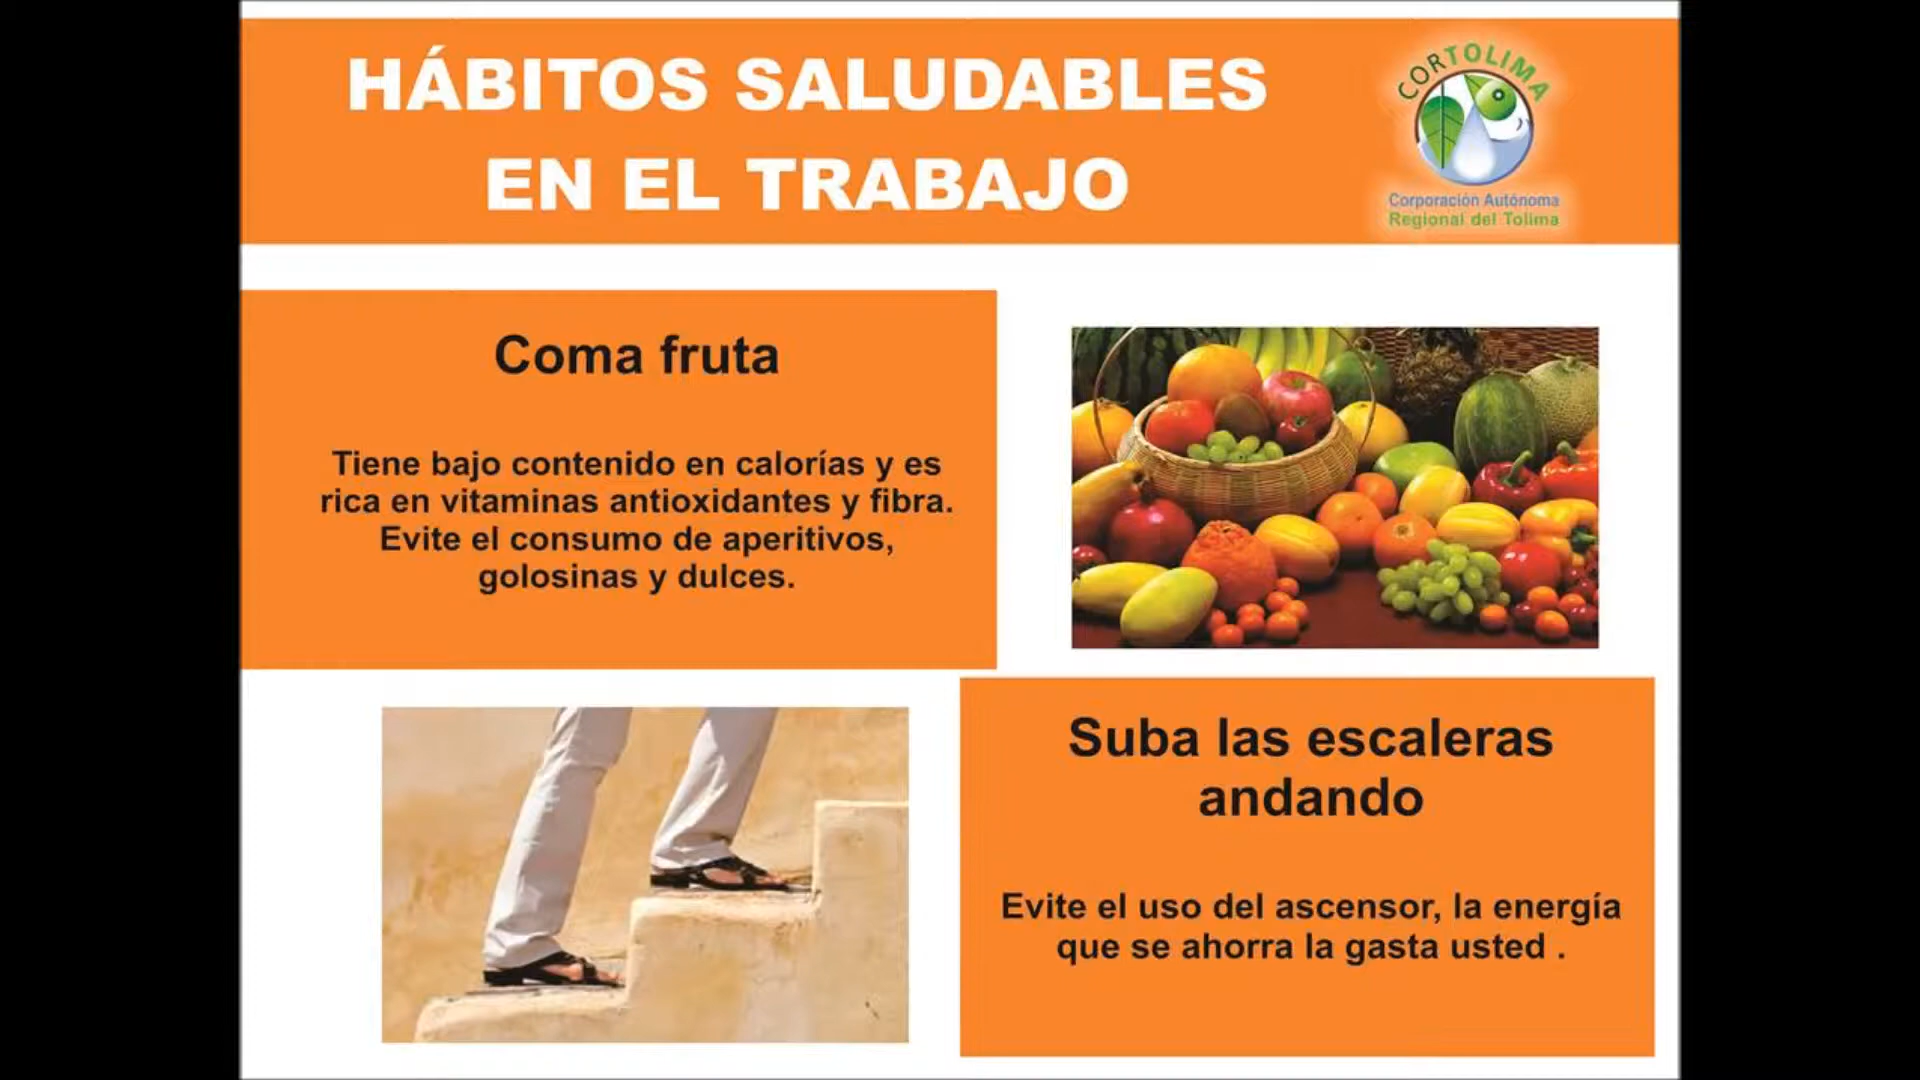 HÁBITOS SALUDABLES
EN EL TRABAJO
CORTOLIMA
Corporación Autónoma
Regional del Tolima
Coma fruta
Tiene bajo contenido en calorías y es
rica en vitaminas antioxidantes y fibra.
Evite el consumo de aperitivos,
golosinas y dulces.
Suba las escaleras
andando
Evite el uso del ascensor, la energía
que se ahorra la gasta usted .